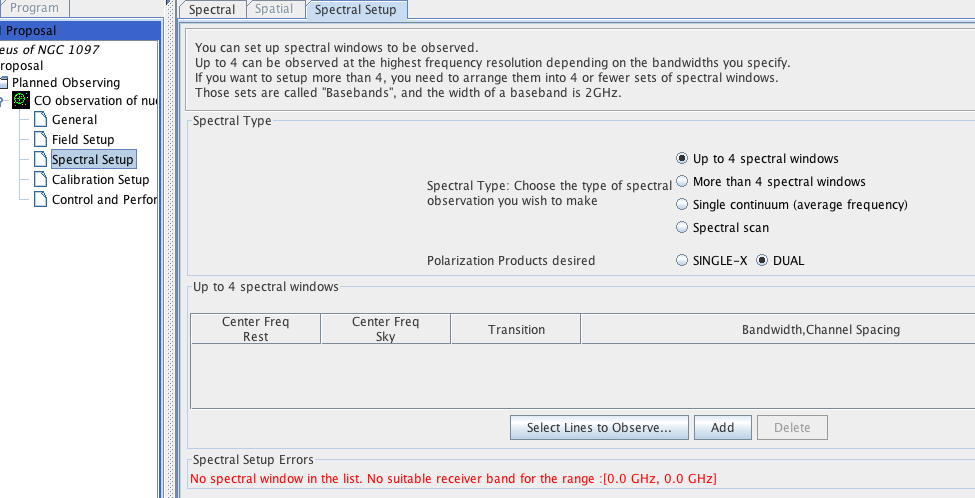 Program
Proposal
eus of NGC 1097
roposal
Planned Observing
CO observation of nu
General
Field Setup
Spectral Setup
Calibration Setup
Control and Perfor
Spectral
Spatial
Spectral Setup
You can set up spectral windows to be observed.
Up to 4 can be observed at the highest frequency resolution depending on the bandwidths you specify.
If you want to setup more than 4, you need to arrange them into 4 or fewer sets of spectral windows.
Those sets are called "Basebands", and the width of a baseband is 2GHz.
Spectral Type
Spectral Type: Choose the type of spectral
observation you wish to make
Up to 4 spectral windows
More than 4 spectral windows
Single continuum (average frequency)
Spectral scan
Polarization Products desired
SINGLE-X
DUAL
Up to 4 spectral windows
Center Freq
Rest
Center Freq
Sky
Transition
Bandwidth,Channel Spacing
Select Lines to Observe...
Add
Delete
Spectral Setup Errors
No spectral window in the list. No suitable receiver band for the range :[0.0 GHz, 0.0 GHz]